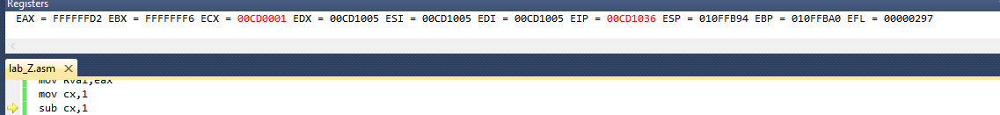 Registers
EAX = FFFFFFD2 EBX = FFFFFFF6 ECX = 00CD0001 EDX = 00CD1005 ESI = 00CD1005 EDI = 00CD1005 EIP = 00CD1036 ESP = 010FFB94 EBP = 010FFBA0 EFL = 00000297
lab_Z.asm
mov Rval,eax
mov cx,1
sub cx,1